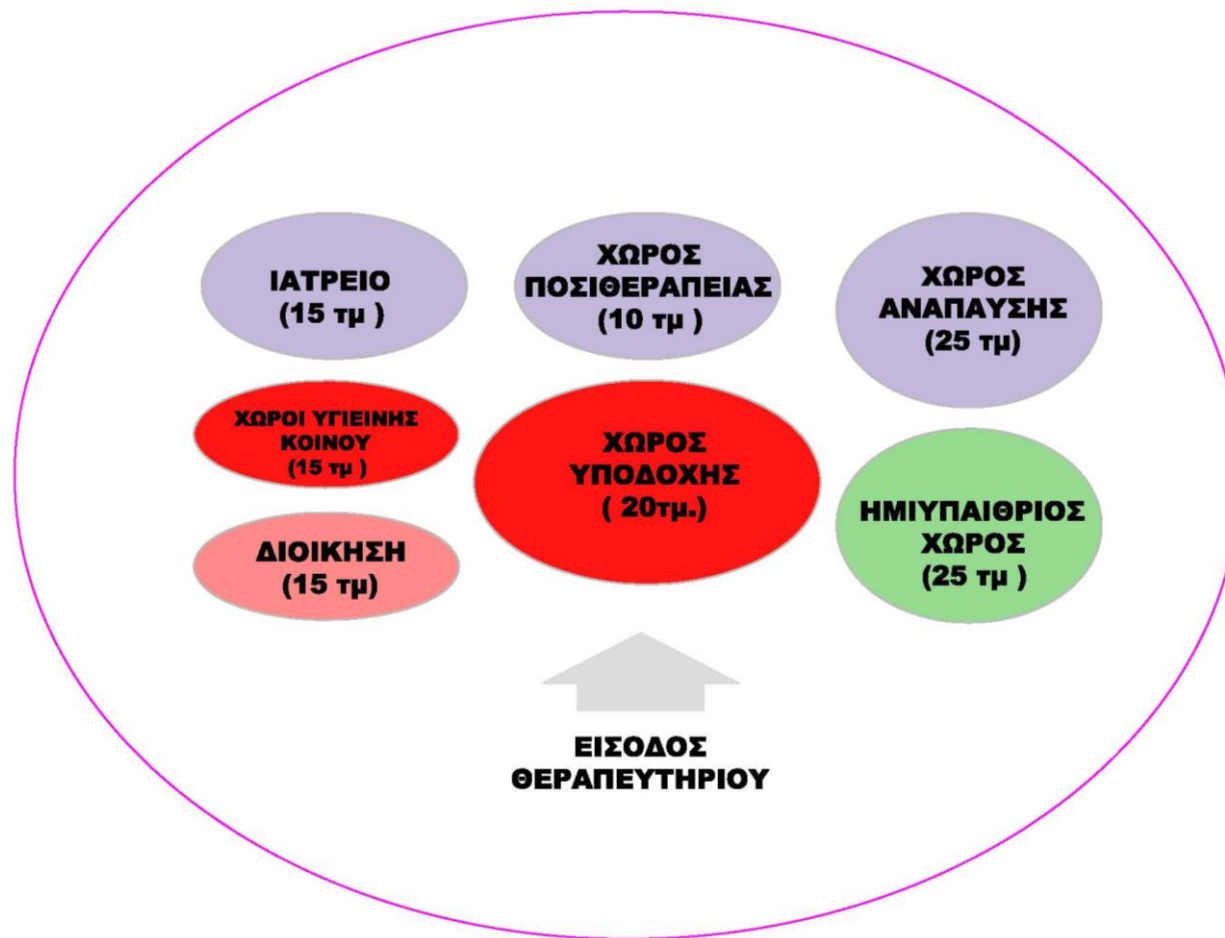 ΙΑΤΡΕΙΟ
(15 τμ )
ΧΩΡΟΣ
ΠΟΣΙΘΕΡΑΠΕΙΑΣ
(10 τμ )
ΧΩΡΟΣ
ΑΝΑΠΑΥΣΗΣ
(25 τμ)
ΧΩΡΟΙ ΥΓΙΕΙΝΗΣ
ΚΟΙΝΟΥ
(15 τμ )
ΧΩΡΟΣ
ΥΠΟΔΟΧΗΣ
( 20τμ.)
ΗΜΙΥΠΑΙΘΡΙΟΣ
ΧΩΡΟΣ
(25 τμ )
ΔΙΟΙΚΗΣΗ
(15 τμ)
ΕΙΣΟΔΟΣ
ΘΕΡΑΠΕΥΤΗΡΙΟΥ